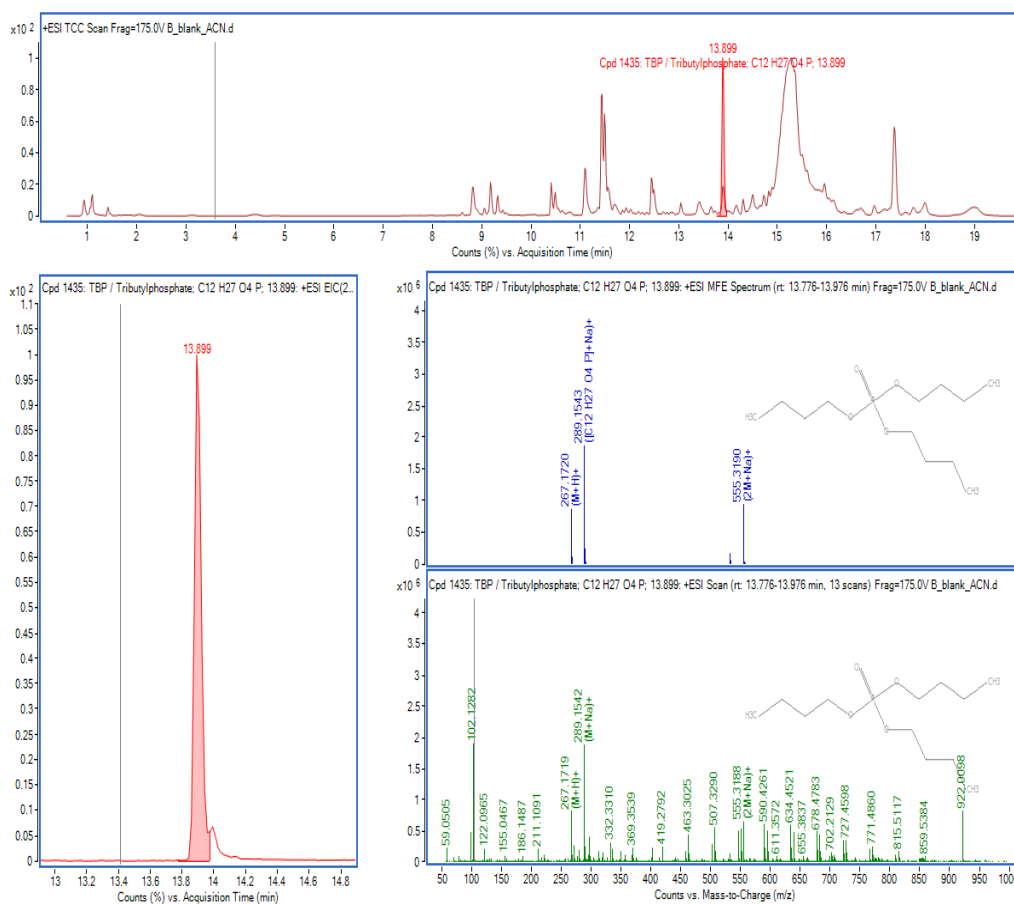 +ESI TCC Scan Frag=175.0V B_blank_ACN.d
x10 2
1
0.8
0.6
0.4
0.2
0
13.899
Cpd 1435: TBP / Tributylphosphate; C12 H27 O4 P; 13.899
1 2 3 4 5 6 7 8 9 10 11 12 13 14 15 16 17 18 19
Counts (%) vs. Acquisition Time (min)
Cpd 1435: TBP / Tributylphosphate; C12 H27 O4 P; 13.899: +ESI EIC(2...
x10 2
1.1
1.05
1
0.95
0.9
0.85
0.8
0.75
0.7
0.65
0.6
0.55
0.5
0.45
0.4
0.35
0.3
0.25
0.2
0.15
0.1
0.05
0
13.899
13 13.2 13.4 13.6 13.8 14 14.2 14.4 14.6 14.8
Counts (%) vs. Acquisition Time (min)
Cpd 1435: TBP / Tributylphosphate; C12 H27 O4 P; 13.899: +ESI MFE Spectrum (rt: 13.776-13.976 min) Frag=175.0V B_blank_ACN.d
x10 6
4
3.5
3
2.5
2
1.5
1
0.5
0
267.1720
(M+H)+
289.1543
([C12 H27 O4 P]+Na)+
555.3190
(2M+Na)+
O
O
CH3
H3C
O
O
CH3
Cpd 1435: TBP / Tributylphosphate; C12 H27 O4 P; 13.899: +ESI Scan (rt: 13.776-13.976 min, 13 scans) Frag=175.0V B_blank_ACN.d
x10 6
4
3.5
3
2.5
2
1.5
1
0.5
0
59.0505
102.1282
122.0965
155.0467
186.1487
211.1091
267.1719
(M+H)+
289.1542
(M+Na)+
332.3310
369.3539
419.2792
463.3025
507.3290
555.3188
(2M+Na)+
590.4261
611.3572
634.4521
655.3837
678.4783
702.2129
727.4598
771.4860
815.5117
859.5384
922.0098
O
O
CH3
H3C
O
O
CH3
50 100 150 200 250 300 350 400 450 500 550 600 650 700 750 800 850 900 950 100
Counts vs. Mass-to-Charge (m/z)